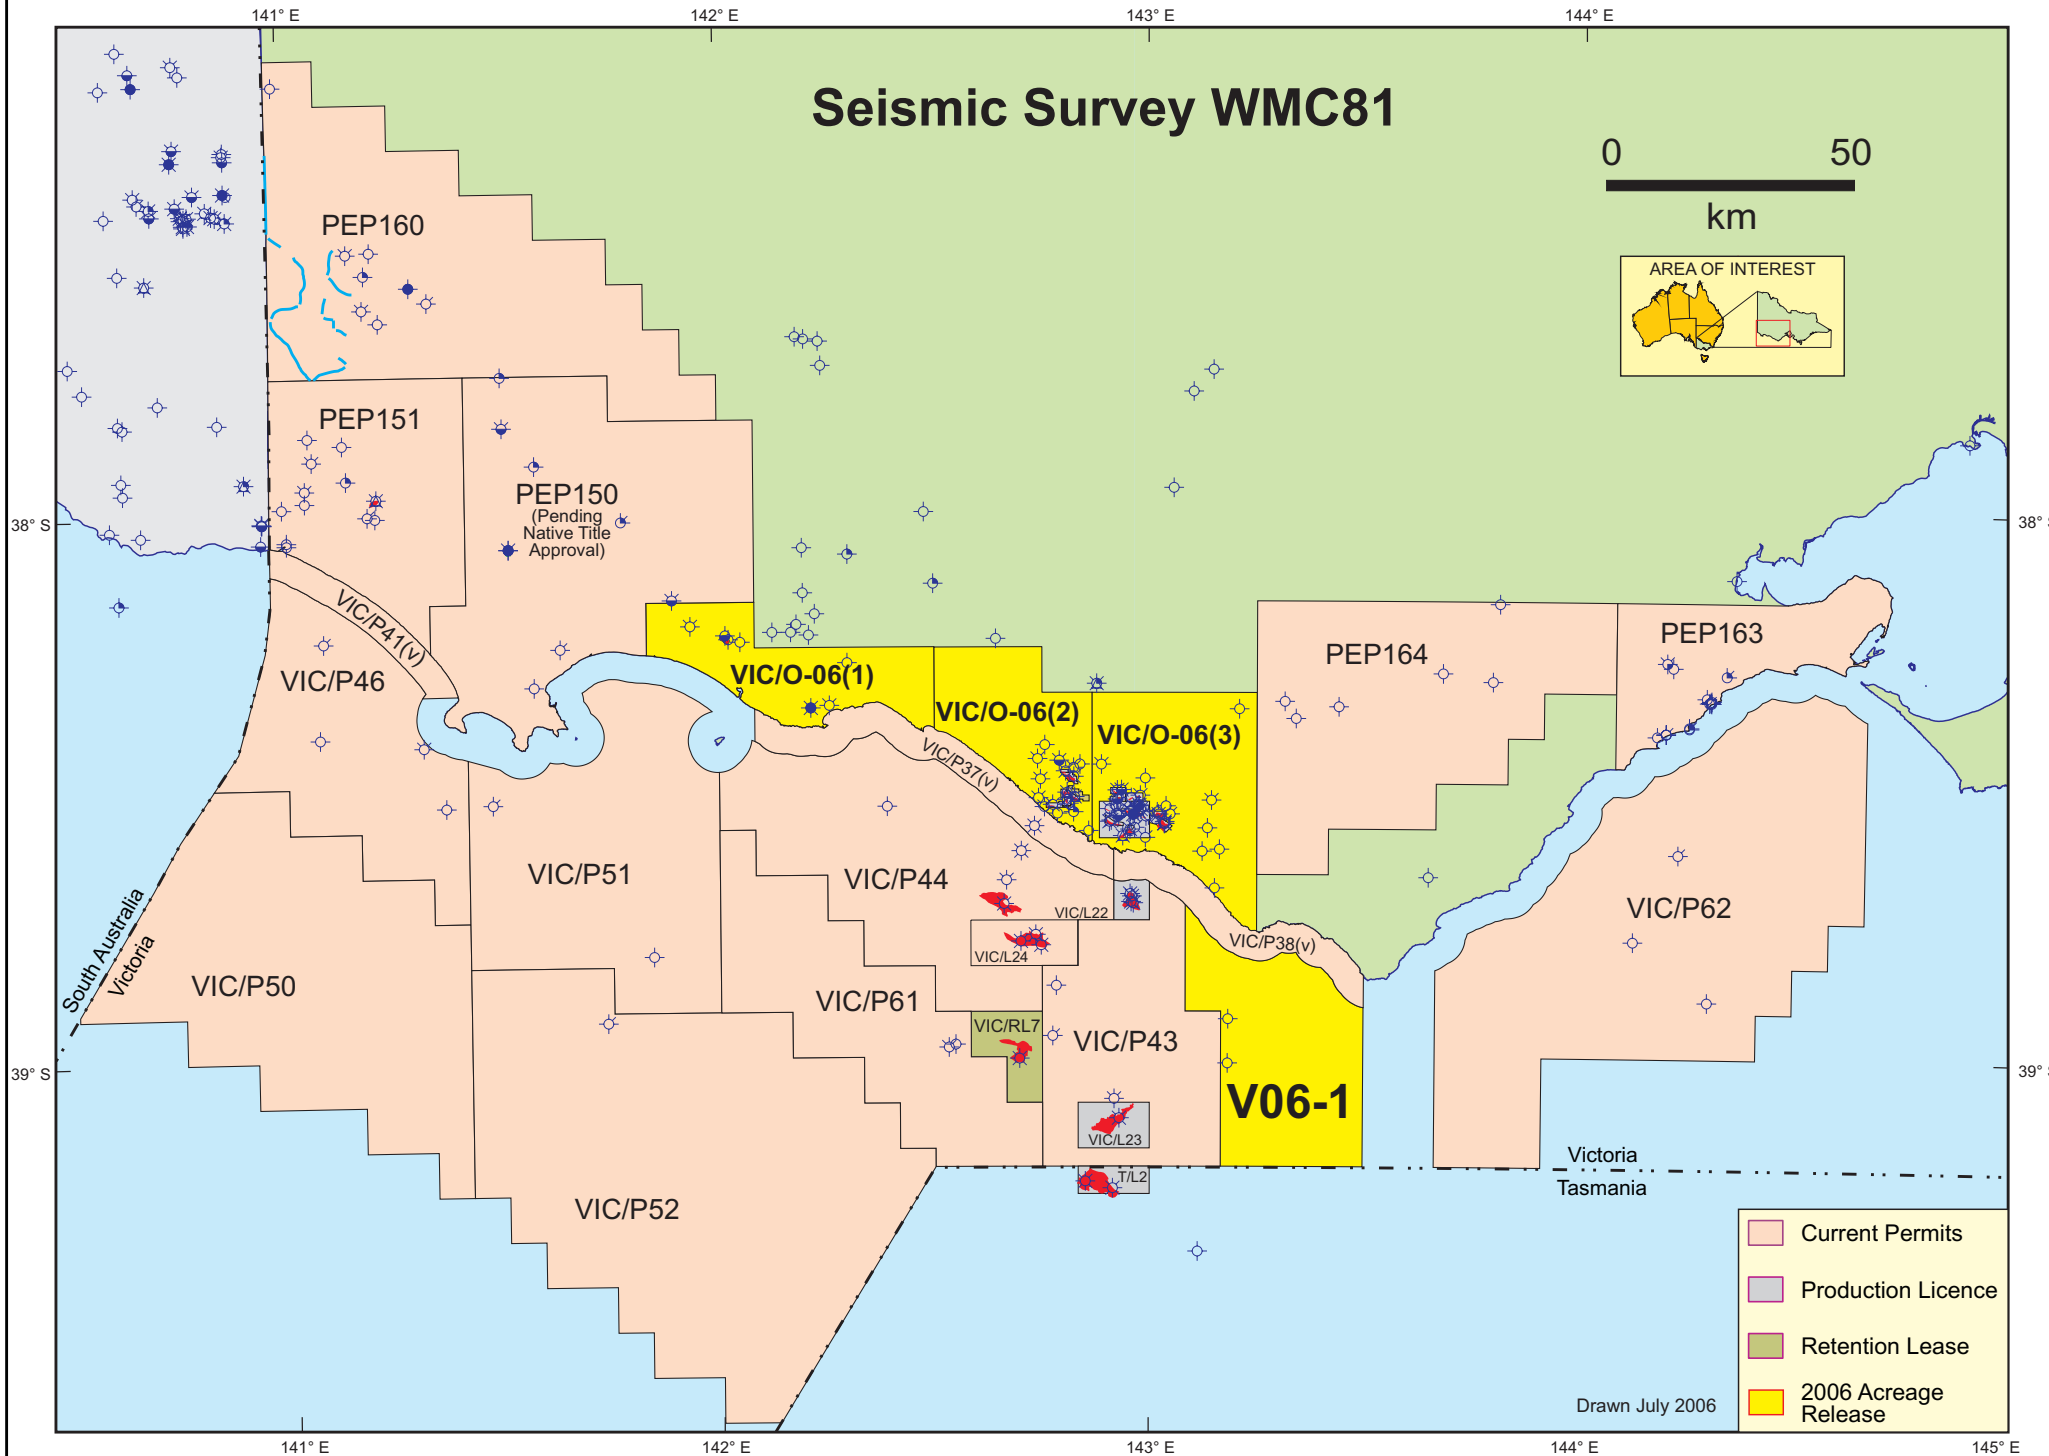 141° E
142° E
143° E
144° E
Seismic Survey WMC81
0
50
km
AREA OF INTEREST
PEP160
PEP151
PEP150
(Pending
Native Title
Approval)
38° S
38° S
VIC/P41(v)
VIC/P46
VIC/O-06(1)
VIC/O-06(2)
VIC/O-06(3)
PEP164
PEP163
VIC/P37(v)
VIC/P51
VIC/P44
VIC/L22
VIC/P62
VIC/P38(v)
VIC/L24
South Australia
Victoria
VIC/P50
VIC/P61
VIC/RL7
VIC/P43
39° S
39° S
V06-1
VIC/L23
T/L2
Victoria
Tasmania
VIC/P52
Current Permits
Production Licence
Retention Lease
2006 Acreage
Release
Drawn July 2006
141° E
142° E
143° E
144° E
145° E